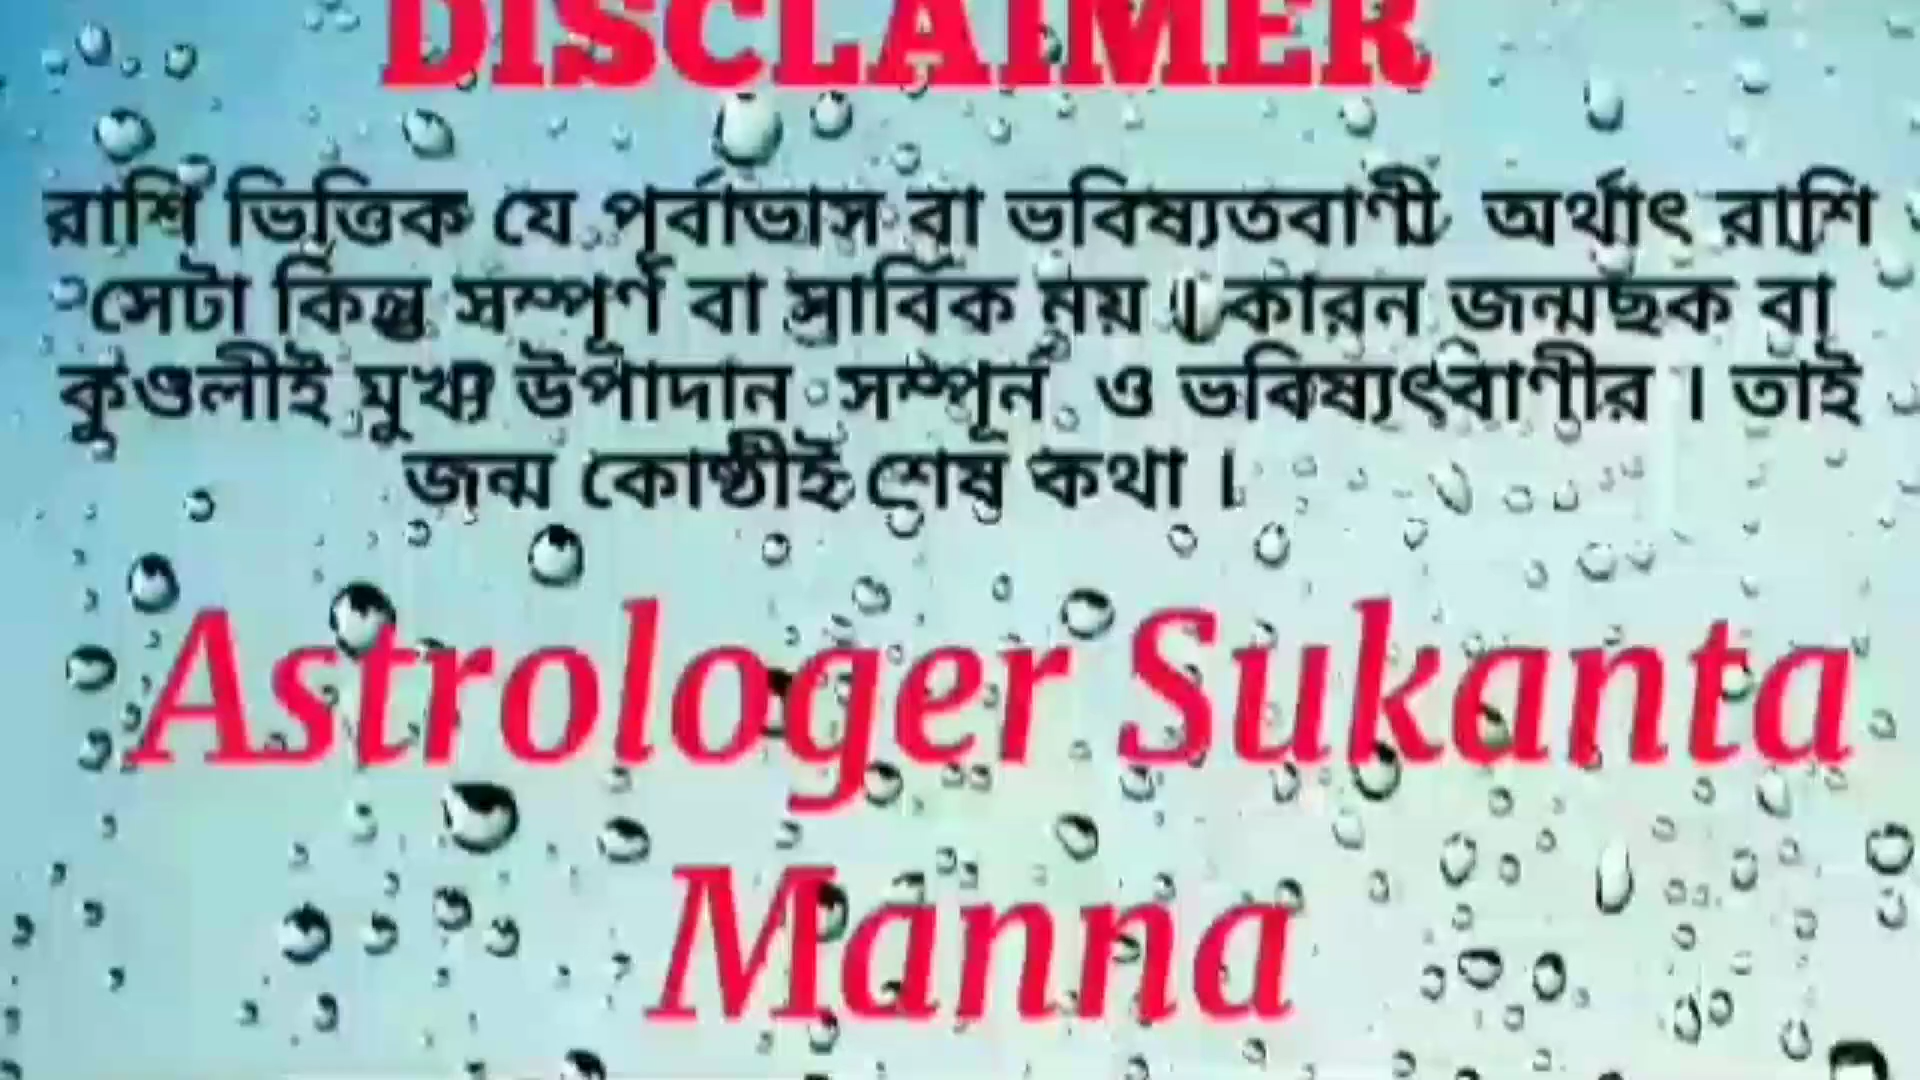 DISCLAIMER
রাশি ভিত্তিক যে পূর্বাভাস বা ভবিষ্যতবাণী অর্থাৎ রাশি
সেটা কিন্তু সম্পূর্ণ বা সার্বিক নয় । কারন জন্মছক বা
কুণ্ডলীই মুখ্য উপাদান সম্পূর্ন ও ভবিষ্যৎবাণীর । তাই
জন্ম কোষ্ঠীই শেষ কথা ।
Astrologer Sukanta
Manna